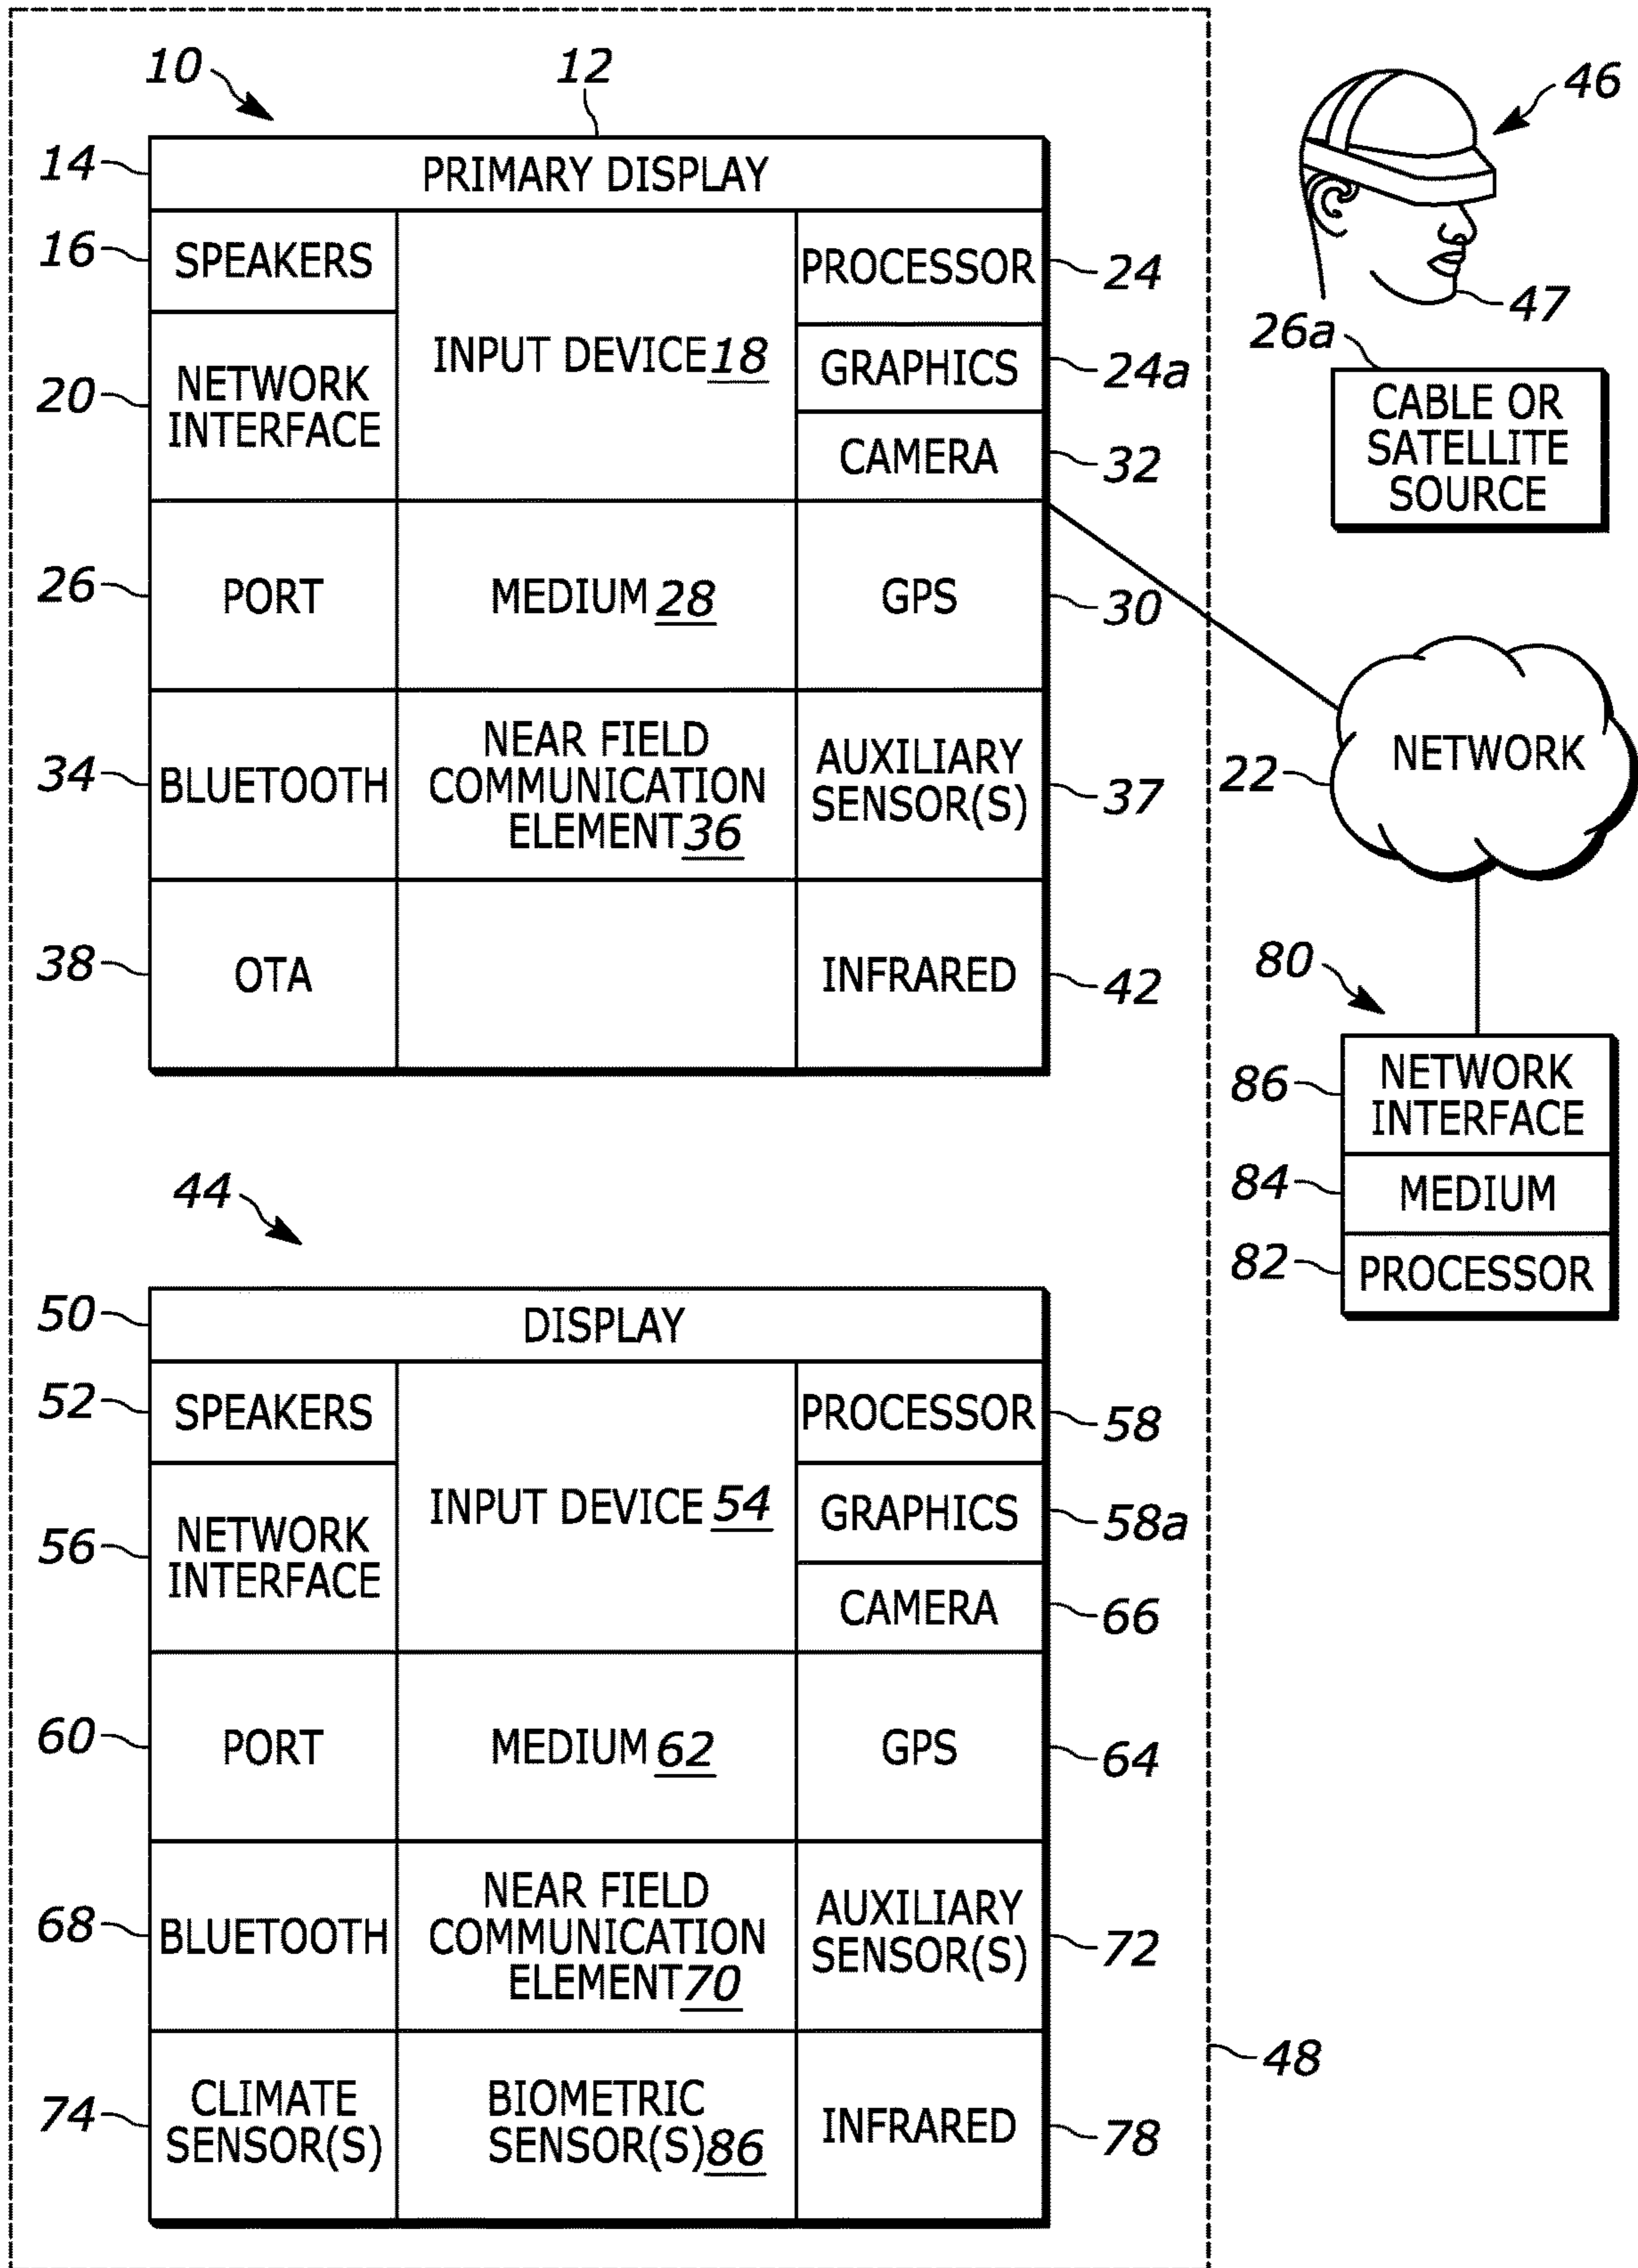 10
12
46
14
PRIMARY DISPLAY
16
SPEAKERS
PROCESSOR
24
47
INPUT DEVICE 18
26a
20
NETWORK
INTERFACE
GRAPHICS
24a
CAMERA
32
CABLE OR
SATELLITE
SOURCE
26
PORT
MEDIUM 28
GPS
30
34
BLUETOOTH
NEAR FIELD
COMMUNICATION
ELEMENT 36
AUXILIARY
SENSOR(S)
37
22
NETWORK
38
OTA
INFRARED
42
80
86
NETWORK
INTERFACE
84
MEDIUM
82
PROCESSOR
44
50
DISPLAY
52
SPEAKERS
PROCESSOR
58
INPUT DEVICE 54
56
NETWORK
INTERFACE
GRAPHICS
58a
CAMERA
66
60
PORT
MEDIUM 62
GPS
64
68
BLUETOOTH
NEAR FIELD
COMMUNICATION
ELEMENT 70
AUXILIARY
SENSOR(S)
72
48
74
CLIMATE
SENSOR(S)
BIOMETRIC
SENSOR(S) 86
INFRARED
78